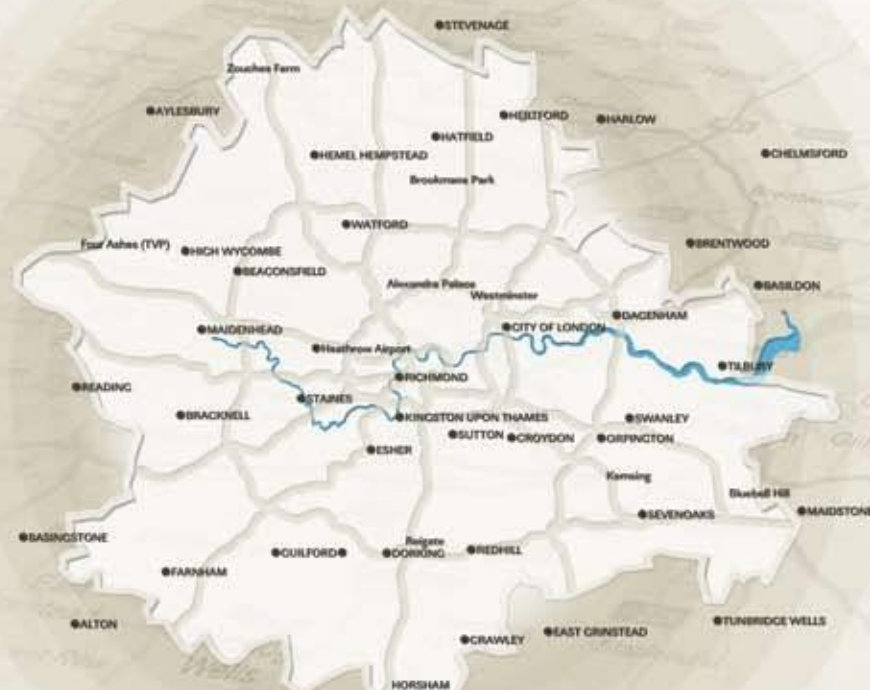 STEVENAGE
Zouches Farm
AYLESBURY
HERTFORD
HARLOW
HATFIELD
HEMEL HEMPSTEAD
CHELMSFORD
Brookmans Park
WATFORD
Four Ashes (TVP)
HIGH WYCOMBE
BRENTWOOD
BEACONSFIELD
Alexandra Palace
BASILDON
Westminster
DAGENHAM
MAIDENHEAD
CITY OF LONDON
Heathrow Airport
TILBURY
RICHMOND
READING
STAINES
BRACKNELL
KINGSTON UPON THAMES
SWANLEY
SUTTON
CROYDON
ORPINGTON
ESHER
Kemsing
Bluebell Hill
SEVENOAKS
MAIDSTONE
BASINGSTONE
Reigate
GUILFORD
DORKING
REDHILL
FARNHAM
ALTON
TUNBRIDGE WELLS
EAST GRINSTEAD
CRAWLEY
HORSHAM